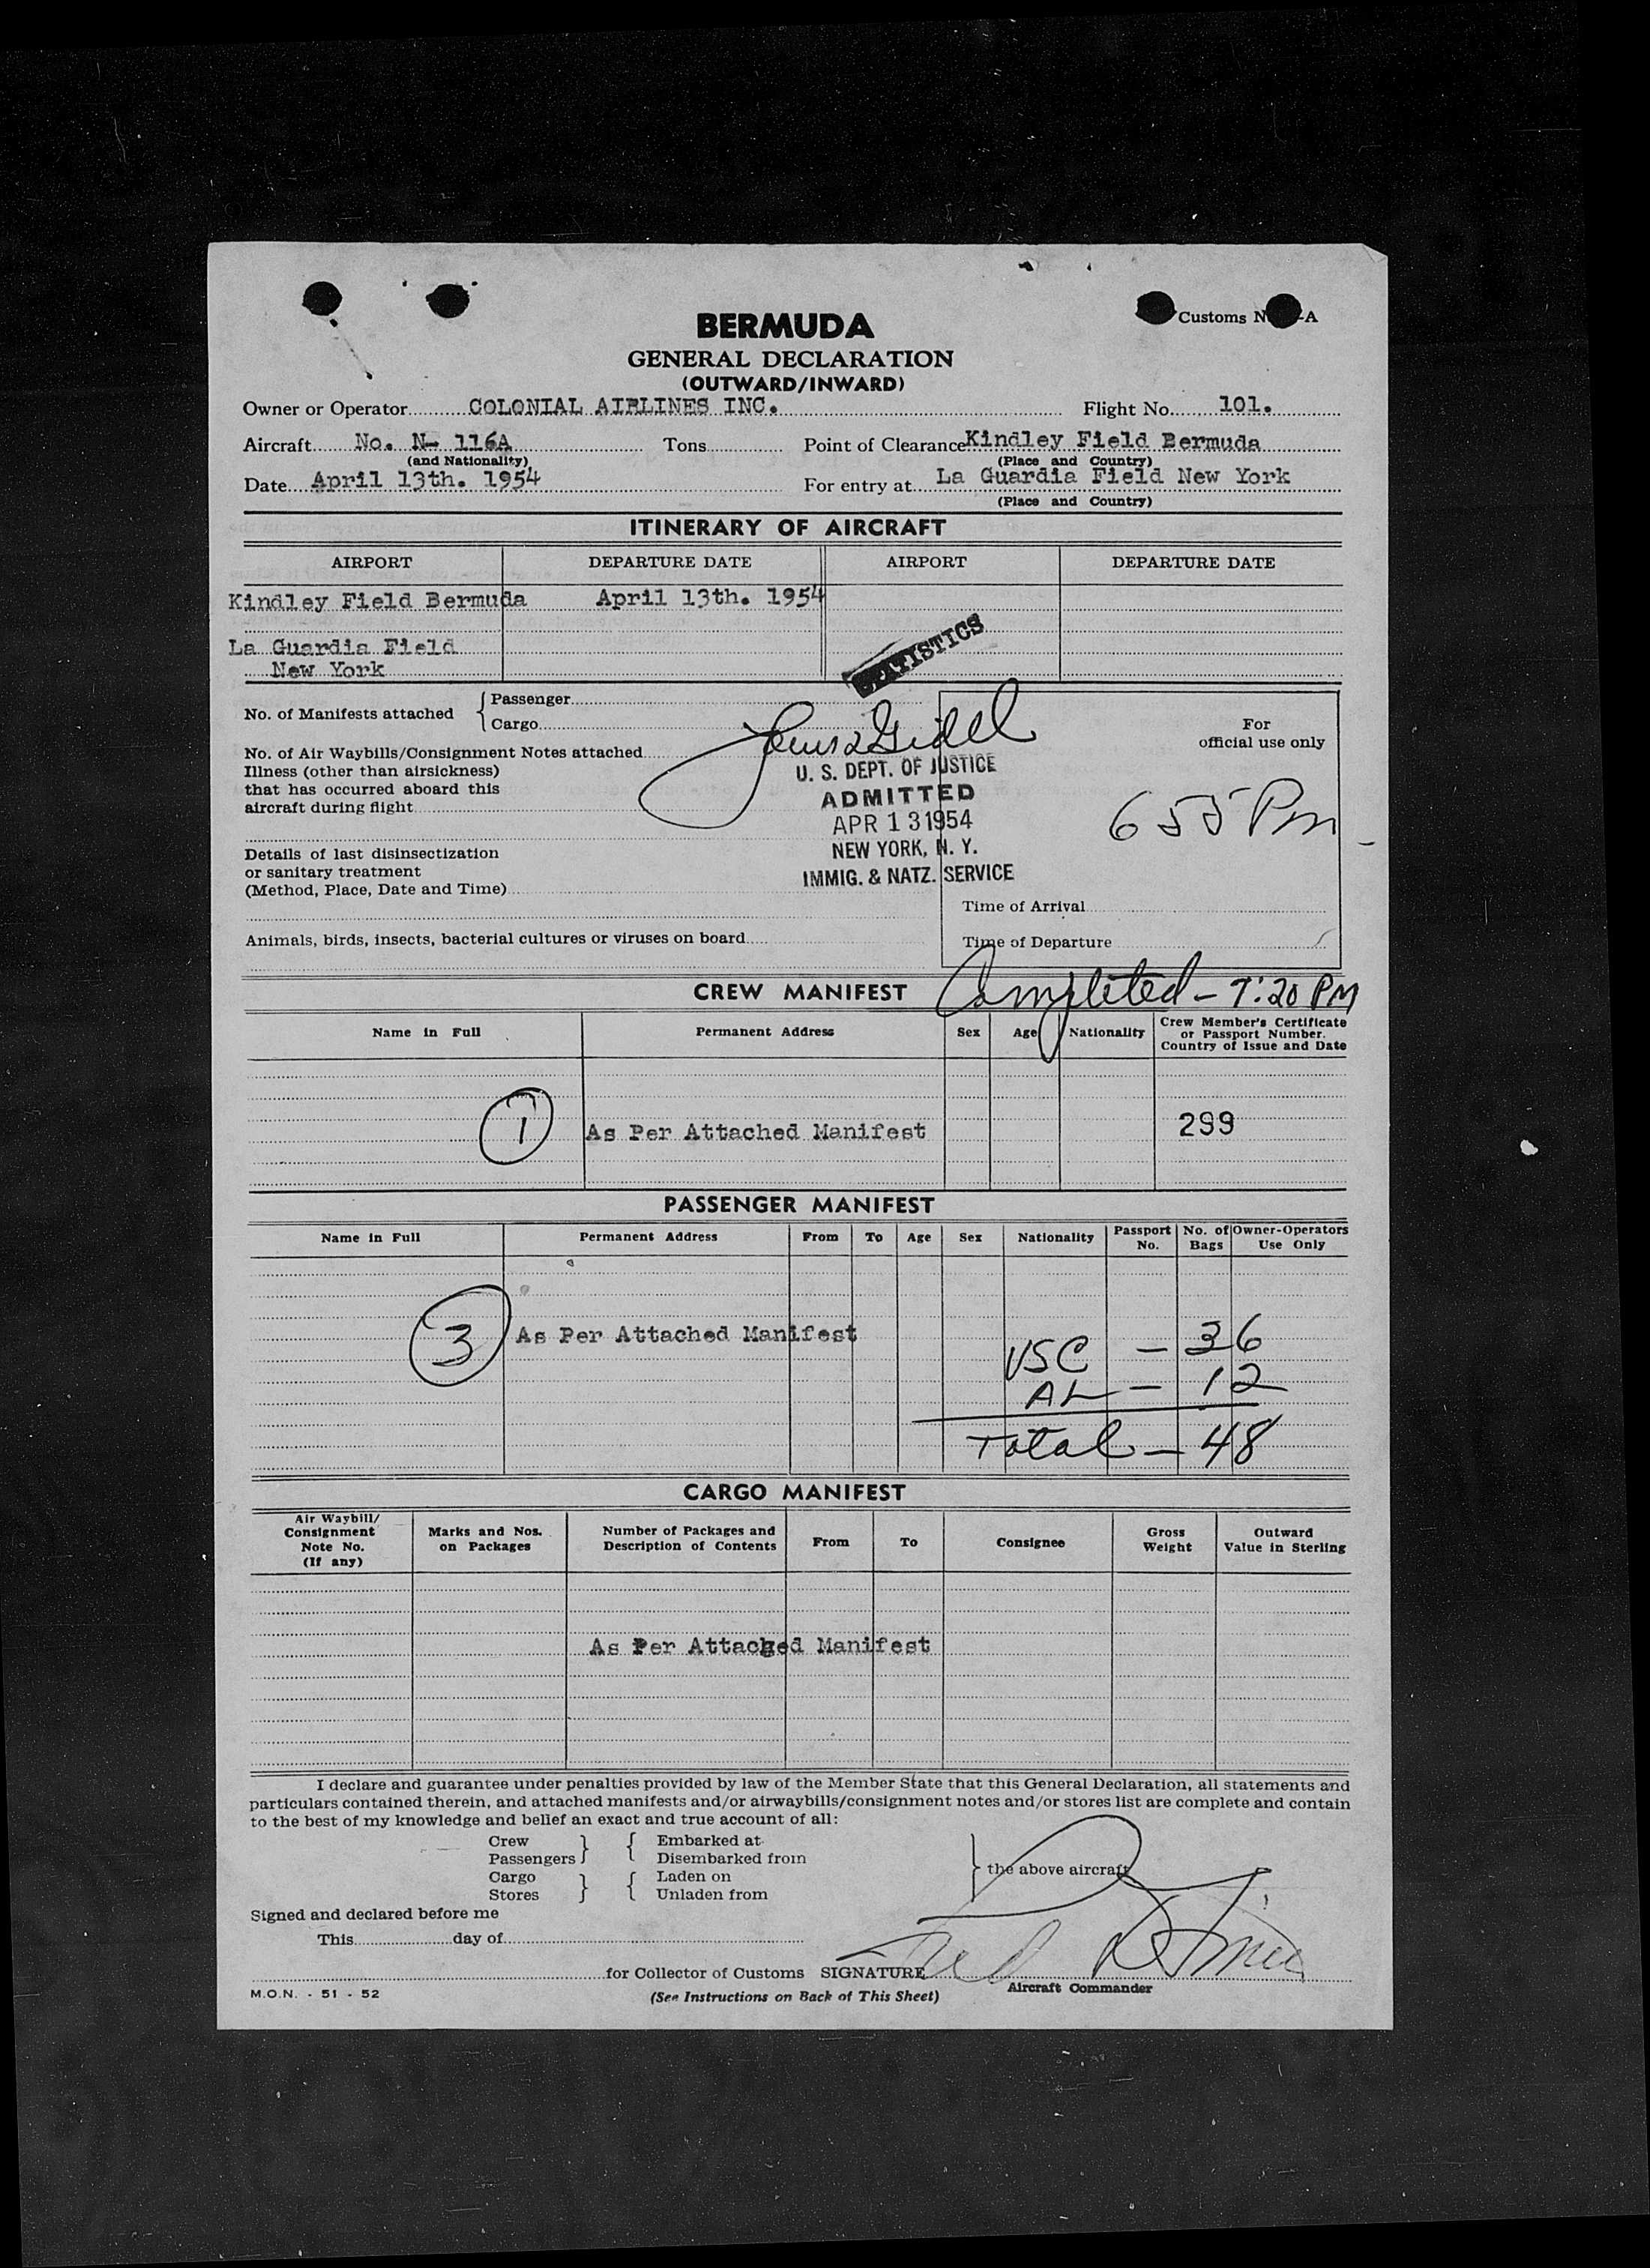 Customs N -A
BERMUDA
GENERAL DECLARATION
(OUTWARD/INWARD)
Owner or Operator COLONIAL AIRLINES INC. Flight No. 101.
Aircraft No. N- 116A Tons Point of Clearance Kindley Field Bermuda
(and Nationality) (Place and Country)
Date April 13th. 1954 For entry at La Guardia Field New York
(Place and Country)
ITINERARY OF AIRCRAFT
AIRPORT DEPARTURE DATE AIRPORT DEPARTURE DATE
Kindley Field Bermuda April 13th. 1954
La Guardia Field
New York
STATISTICS
No. of Manifests attached { Passenger
Cargo
For
official use only
No. of Air Waybills/Consignment Notes attached
Illness (other than airsickness)
that has occurred aboard this
aircraft during flight
U. S. DEPT. OF JUSTICE
ADMITTED
APR 13 1954
NEW YORK, N. Y.
IMMIG. & NATZ. SERVICE
655 Pm
Details of last disinsectization
or sanitary treatment
(Method, Place, Date and Time)
Time of Arrival
Animals, birds, insects, bacterial cultures or viruses on board
Time of Departure
CREW MANIFEST Completed - 7:20 PM
Name in Full Permanent Address Sex Age Nationality Crew Member's Certificate
or Passport Number.
Country of Issue and Date
1 As Per Attached Manifest 299
PASSENGER MANIFEST
Name in Full Permanent Address From To Age Sex Nationality Passport No. No. of Bags Owner-Operators Use Only
3 As Per Attached Manifest
USC - 36
AL - 12
Total - 48
CARGO MANIFEST
Air Waybill/ Consignment Note No. (If any) Marks and Nos. on Packages Number of Packages and Description of Contents From To Consignee Gross Weight Outward Value in Sterling
As Per Attacged Manifest
I declare and guarantee under penalties provided by law of the Member State that this General Declaration, all statements and
particulars contained therein, and attached manifests and/or airwaybills/consignment notes and/or stores list are complete and contain
to the best of my knowledge and belief an exact and true account of all:
Crew } { Embarked at
Passengers Disembarked from
} the above aircraft
Cargo } { Laden on
Stores Unladen from
Signed and declared before me
This day of
for Collector of Customs SIGNATURE
Aircraft Commander
M.O.N. - 51 - 52
(See Instructions on Back of This Sheet)